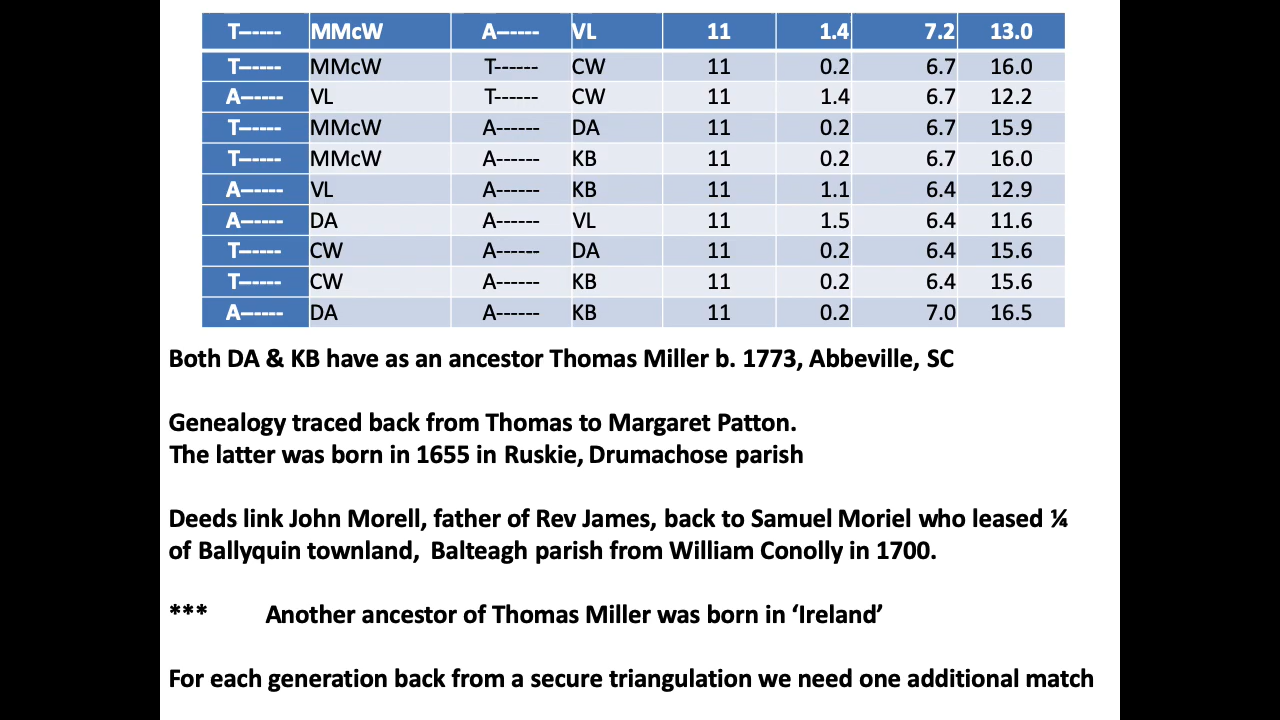 T------ MMcW A------ VL 11 1.4 7.2 13.0
T------ MMcW T------ CW 11 0.2 6.7 16.0
A------ VL T------ CW 11 1.4 6.7 12.2
T------ MMcW A------ DA 11 0.2 6.7 15.9
T------ MMcW A------ KB 11 0.2 6.7 16.0
A------ VL A------ KB 11 1.1 6.4 12.9
A------ DA A------ VL 11 1.5 6.4 11.6
T------ CW A------ DA 11 0.2 6.4 15.6
T------ CW A------ KB 11 0.2 6.4 15.6
A------ DA A------ KB 11 0.2 7.0 16.5
Both DA & KB have as an ancestor Thomas Miller b. 1773, Abbeville, SC
Genealogy traced back from Thomas to Margaret Patton.
The latter was born in 1655 in Ruskie, Drumachose parish
Deeds link John Morell, father of Rev James, back to Samuel Moriel who leased ¼
of Ballyquin townland, Balteagh parish from William Conolly in 1700.
*** Another ancestor of Thomas Miller was born in ‘Ireland’
For each generation back from a secure triangulation we need one additional match